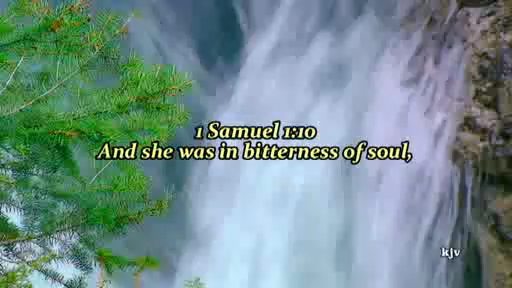 1 Samuel 1:10
And she was in bitterness of soul,
kjv